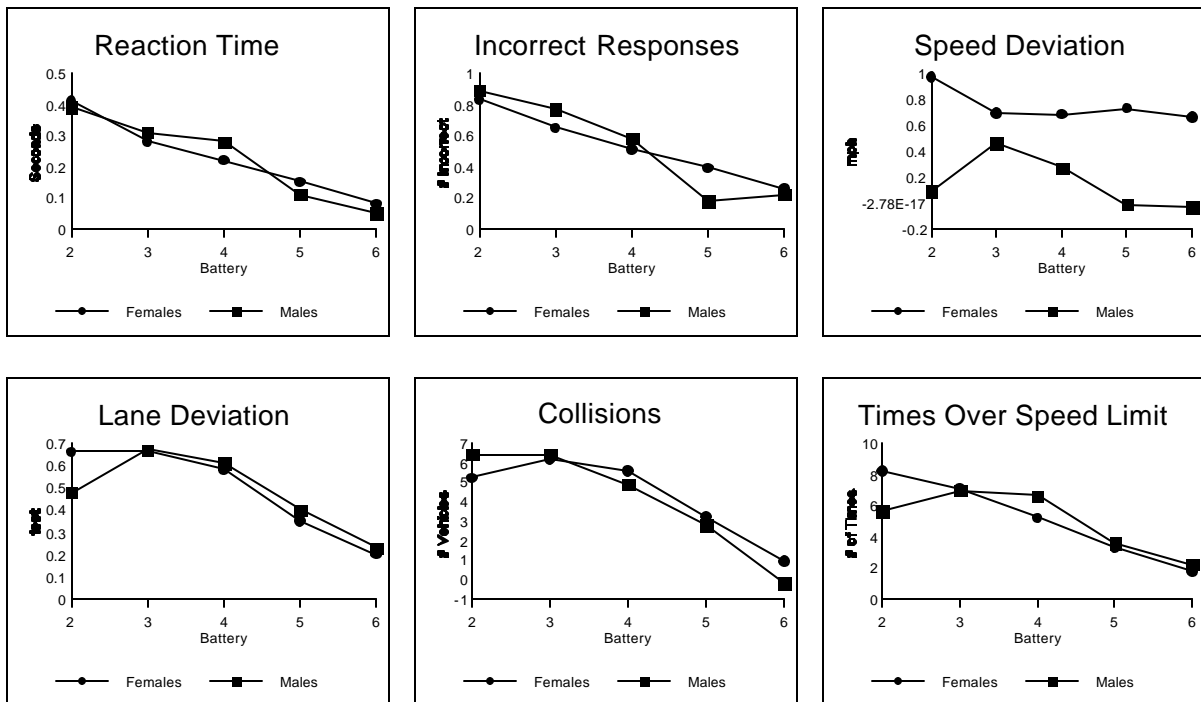 Reaction Time
0.5
0.4
0.3
0.2
0.1
0
Seconds
2 3 4 5 6
Battery
Females Males
Incorrect Responses
1
0.8
0.6
0.4
0.2
0
# Incorrect
2 3 4 5 6
Battery
Females Males
Speed Deviation
1
0.8
0.6
0.4
0.2
-2.78E-17
-0.2
mph
2 3 4 5 6
Battery
Females Males
Lane Deviation
0.7
0.6
0.5
0.4
0.3
0.2
0.1
0
feet
2 3 4 5 6
Battery
Females Males
Collisions
7
6
5
4
3
2
1
0
-1
# Vehicles
2 3 4 5 6
Battery
Females Males
Times Over Speed Limit
10
8
6
4
2
0
# of Times
2 3 4 5 6
Battery
Females Males